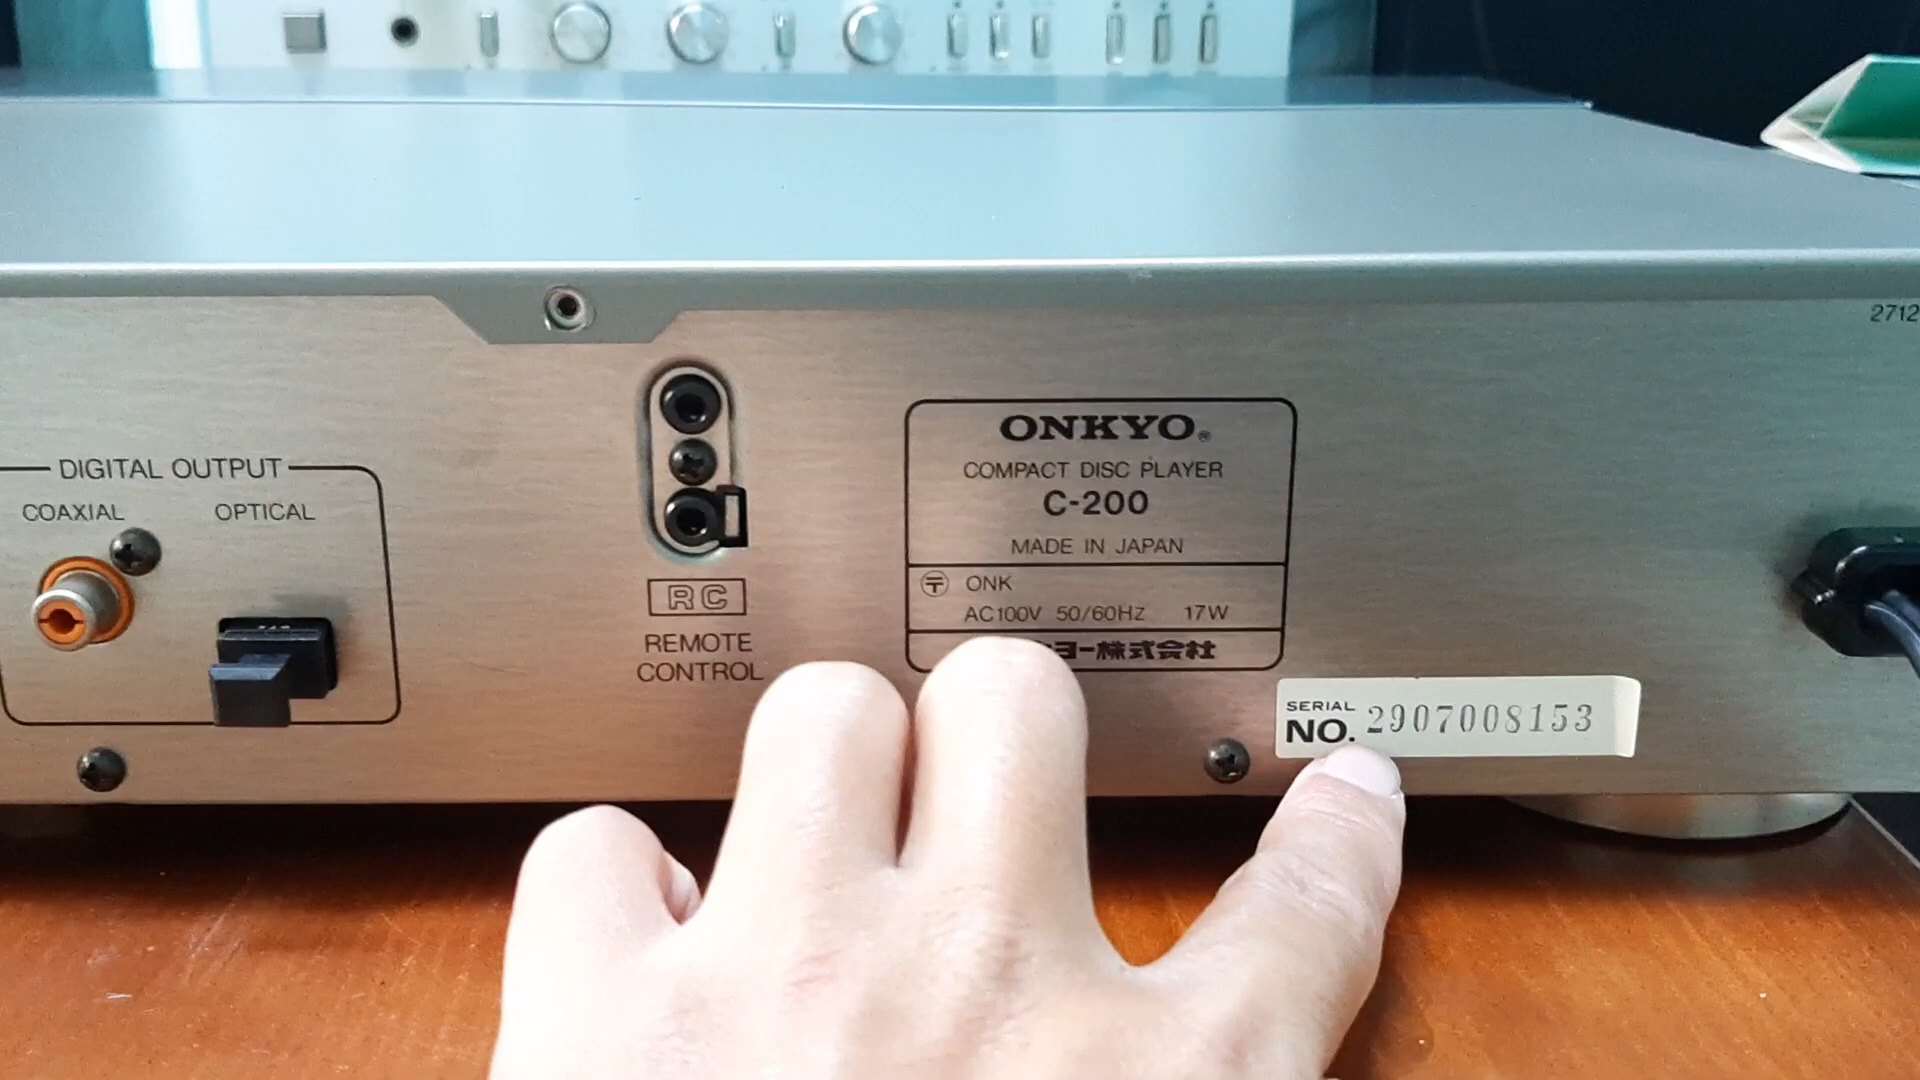 2712
DIGITAL OUTPUT
COAXIAL
OPTICAL
RC
REMOTE
CONTROL
ONKYO®
COMPACT DISC PLAYER
C-200
MADE IN JAPAN
〒 ONK
AC100V 50/60Hz 17W
ヨー株式会社
SERIAL
NO. 2907008153